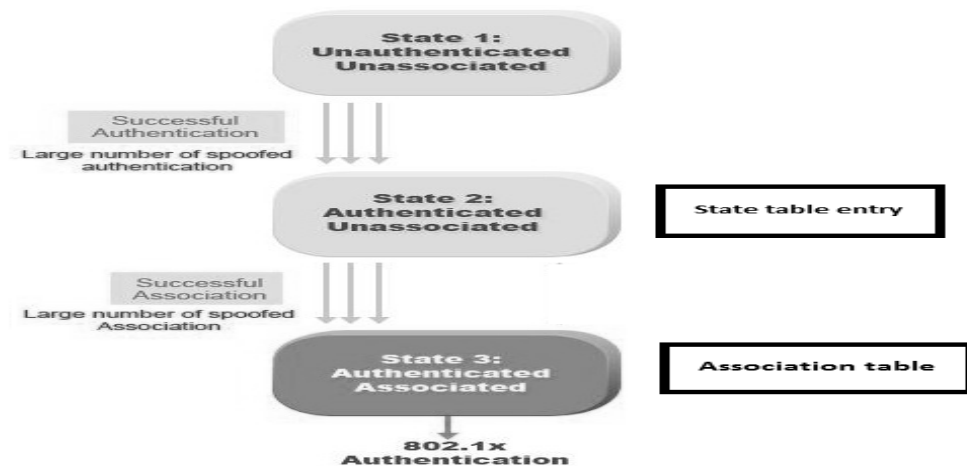 State 1:
Unauthenticated
Unassociated
Successful
Authentication
Large number of spoofed
authentication
State 2:
Authenticated
Unassociated
State table entry
Successful
Association
Large number of spoofed
Association
State 3:
Authenticated
Associated
Association table
802.1x
Authentication